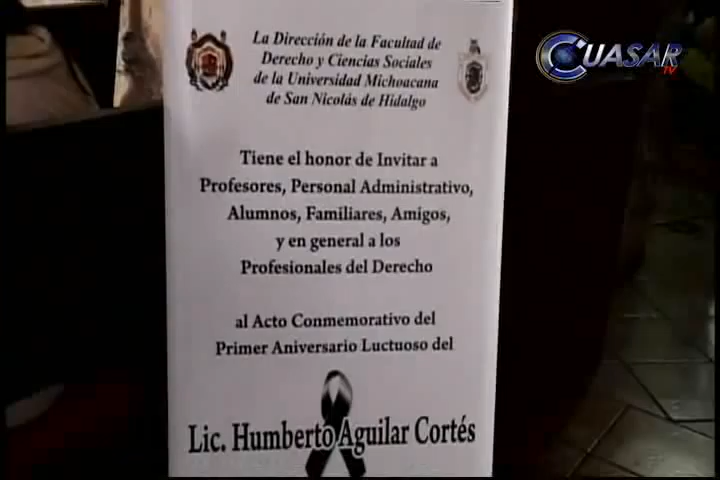 CUASAR
TV
La Dirección de la Facultad de
Derecho y Ciencias Sociales
de la Universidad Michoacana
de San Nicolás de Hidalgo
Tiene el honor de Invitar a
Profesores, Personal Administrativo,
Alumnos, Familiares, Amigos,
y en general a los
Profesionales del Derecho
al Acto Conmemorativo del
Primer Aniversario Luctuoso del
Lic. Humberto Aguilar Cortés